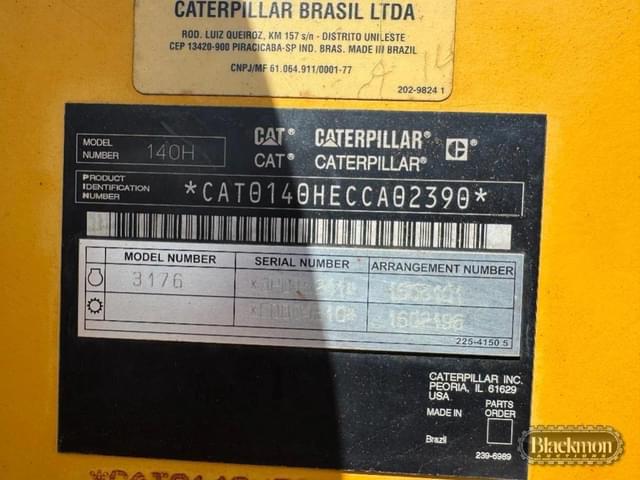 CATERPILLAR BRASIL LTDA
ROD. LUIZ QUEIROZ, KM 157 s/n - DISTRITO UNILESTE
CEP 13420-900 PIRACICABA-SP IND. BRAS. MADE IN BRAZIL
CNPJ/MF 61.064.911/0001-77
202-9824 1
MODEL NUMBER 140H
CAT® CATERPILLAR®
CAT® CATERPILLAR®
PRODUCT IDENTIFICATION NUMBER *CAT0140HECCA02390*
MODEL NUMBER SERIAL NUMBER ARRANGEMENT NUMBER
3176
1602196
225-4150 5
CATERPILLAR INC.
PEORIA, IL 61629
USA
MADE IN PARTS ORDER
Brazil
239-6989
Blackmon
AUCTIONS